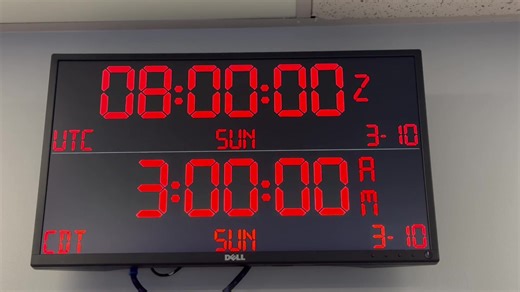 08:00:00 Z
UTC SUN 3-10
3:00:00 AM
CDT SUN 3-10
DELL